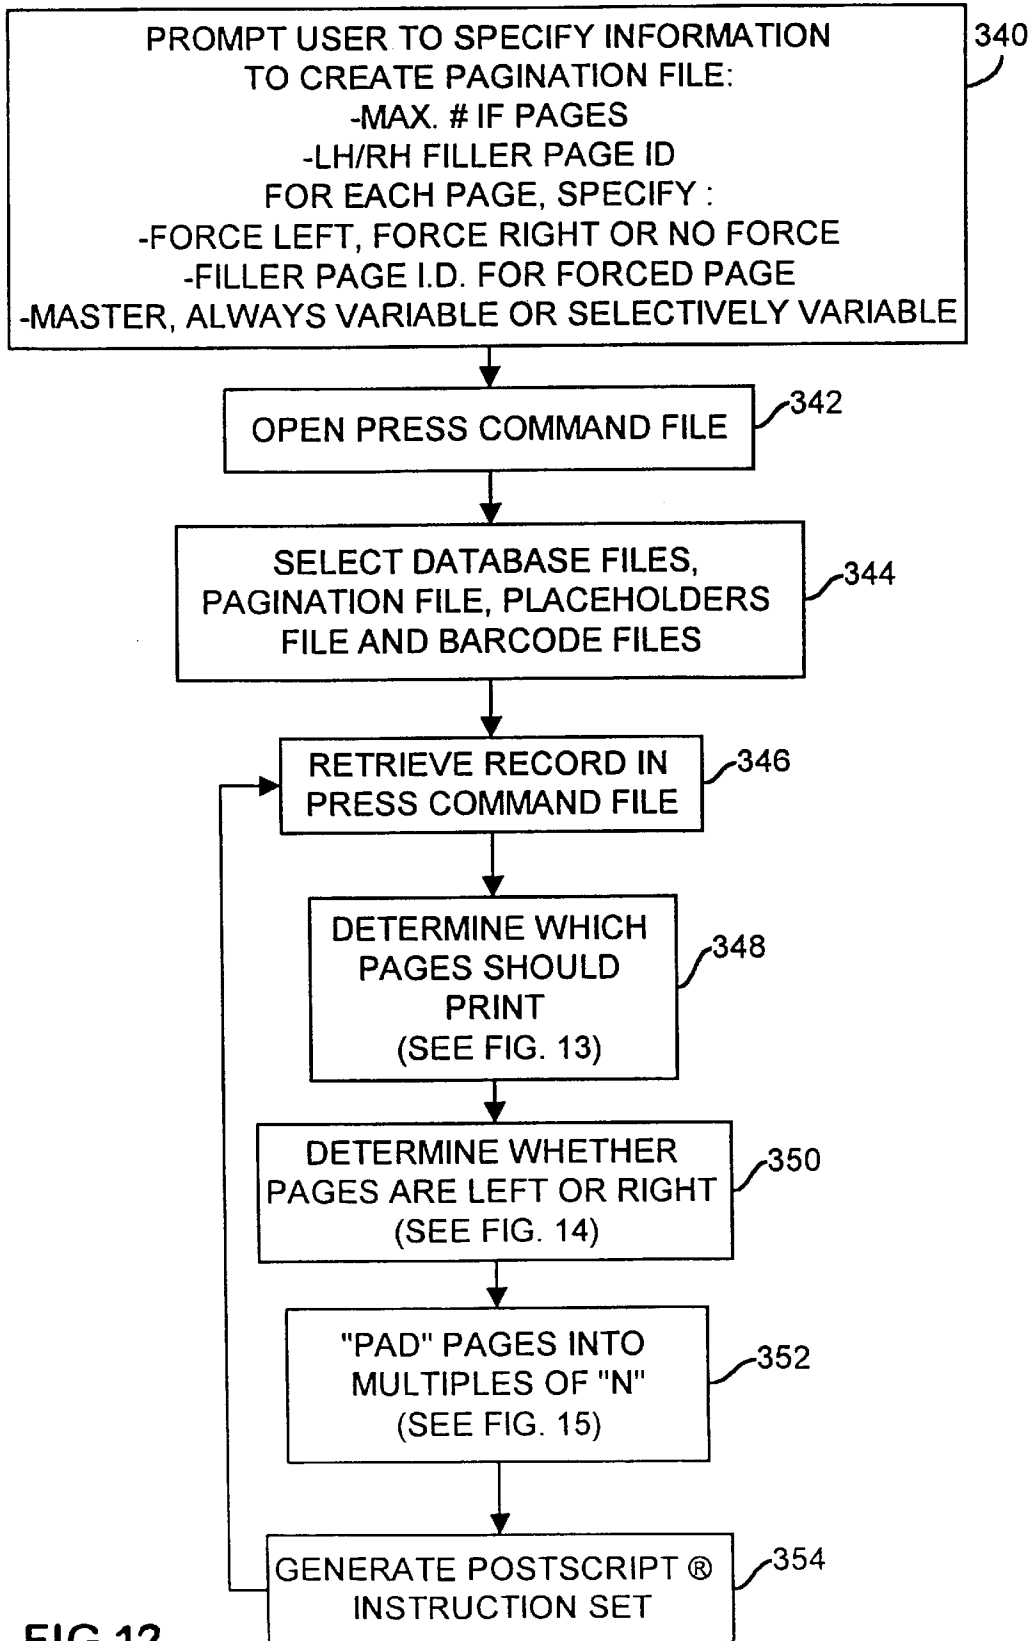 PROMPT USER TO SPECIFY INFORMATION
TO CREATE PAGINATION FILE:
-MAX. # IF PAGES
-LH/RH FILLER PAGE ID
FOR EACH PAGE, SPECIFY :
-FORCE LEFT, FORCE RIGHT OR NO FORCE
-FILLER PAGE I.D. FOR FORCED PAGE
-MASTER, ALWAYS VARIABLE OR SELECTIVELY VARIABLE
340
OPEN PRESS COMMAND FILE
342
SELECT DATABASE FILES,
PAGINATION FILE, PLACEHOLDERS
FILE AND BARCODE FILES
344
RETRIEVE RECORD IN
PRESS COMMAND FILE
346
DETERMINE WHICH
PAGES SHOULD
PRINT
(SEE FIG. 13)
348
DETERMINE WHETHER
PAGES ARE LEFT OR RIGHT
(SEE FIG. 14)
350
"PAD" PAGES INTO
MULTIPLES OF "N"
(SEE FIG. 15)
352
GENERATE POSTSCRIPT ®
INSTRUCTION SET
354
FIG.12